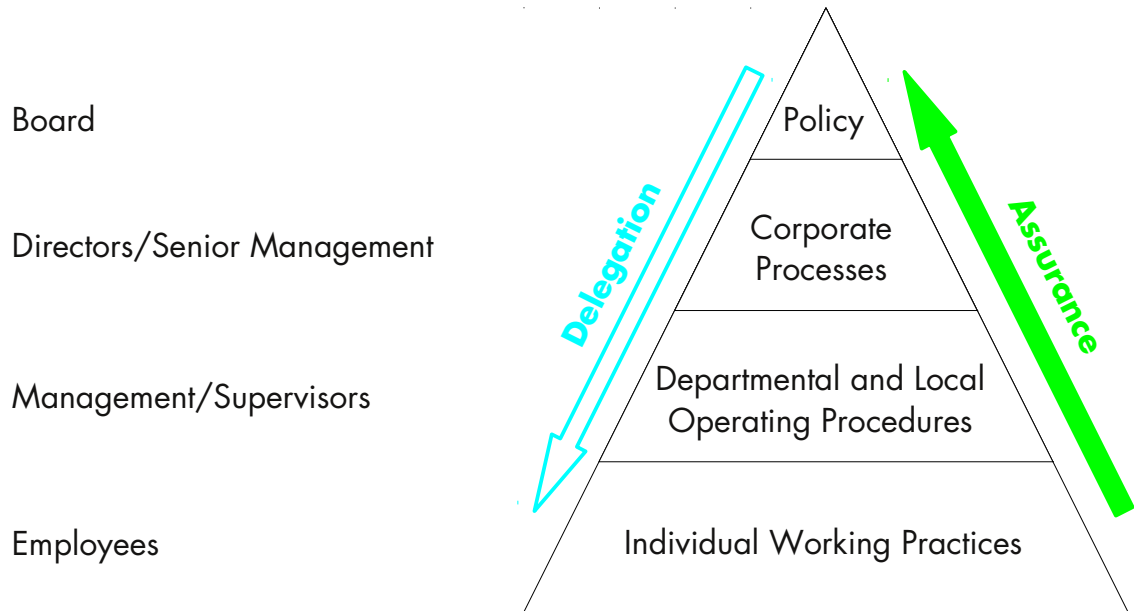 Board
Policy
Delegation
Assurance
Directors/Senior Management
Corporate
Processes
Management/Supervisors
Departmental and Local
Operating Procedures
Employees
Individual Working Practices